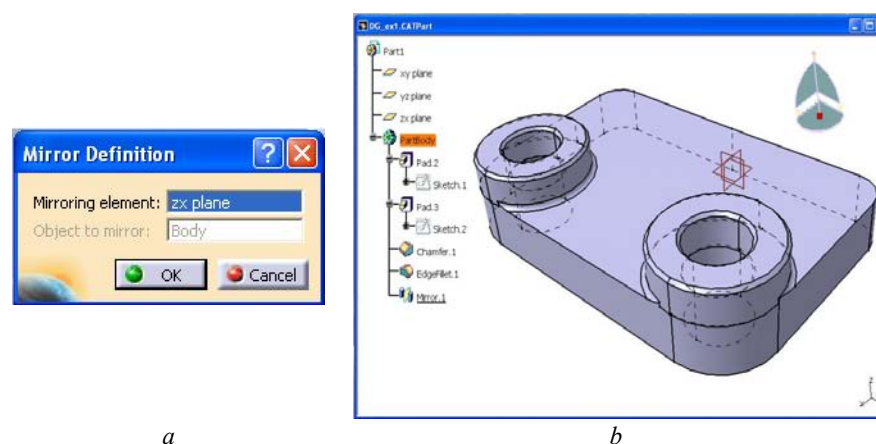 Mirror Definition
Mirroring element: zx plane
Object to mirror: Body
OK
Cancel
a
DG_ex1.CATPart
Part1
xy plane
yz plane
zx plane
PartBody
Pad.2
Sketch.1
Pad.3
Sketch.2
Chamfer.1
EdgeFillet.1
Mirror.1
z
b